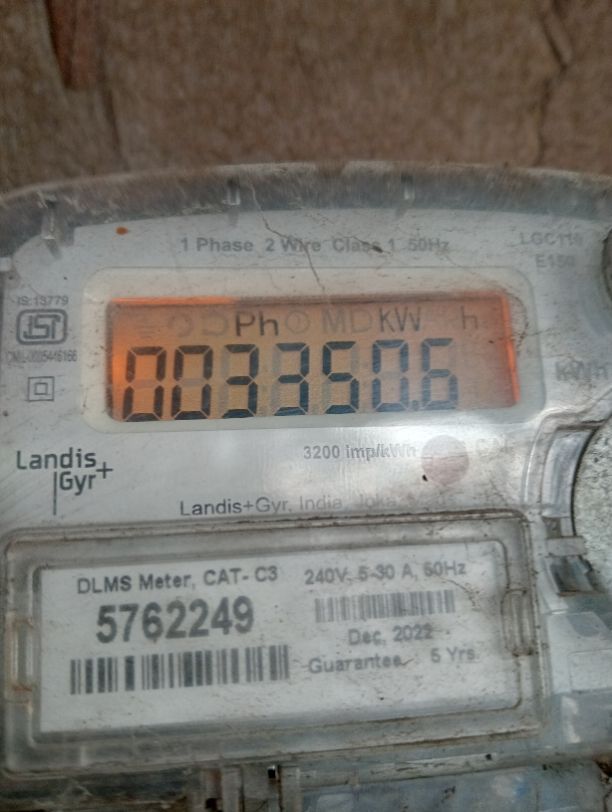 1 Phase 2 Wire Class 1 50Hz
LGC110
E150
IS:13779
ISI
Ph MD KW h
003350.6
kWh
3200 imp/kWh
Landis
Gyr+
Landis+Gyr, India,
DLMS Meter, CAT- C3
240V, 5-30 A, 50Hz
5762249
Dec, 2022
Guarantee 5 Yrs.